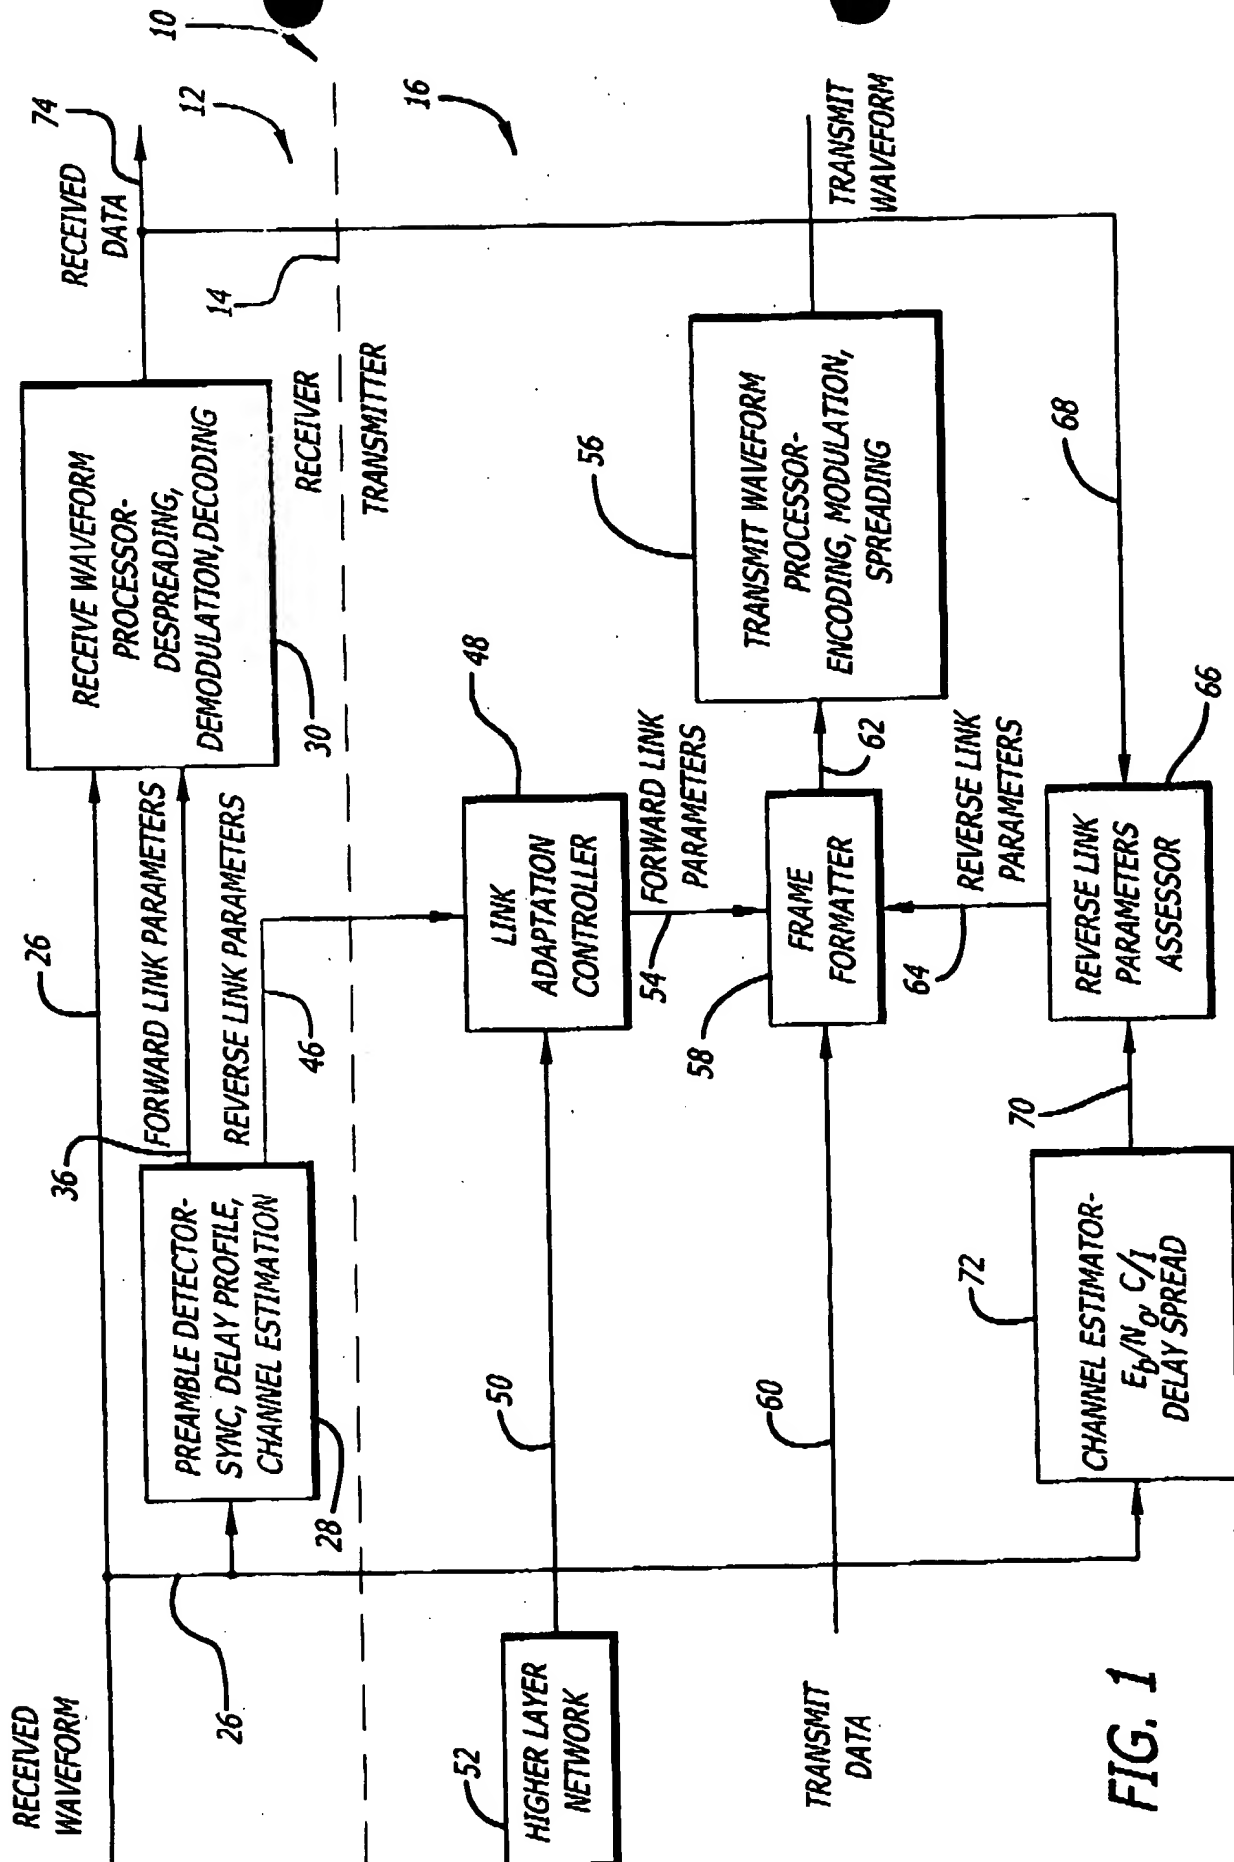 RECEIVED
WAVEFORM
26
26
36
FORWARD LINK PARAMETERS
REVERSE LINK PARAMETERS
46
PREAMBLE DETECTOR-
SYNC, DELAY PROFILE,
CHANNEL ESTIMATION
28
RECEIVE WAVEFORM
PROCESSOR-
DESPREADING,
DEMODULATION,DECODING
30
RECEIVED
DATA
74
10
12
14
RECEIVER
TRANSMITTER
16
52
HIGHER LAYER
NETWORK
50
LINK
ADAPTATION
CONTROLLER
48
FORWARD LINK
PARAMETERS
54
TRANSMIT
DATA
60
58
FRAME
FORMATTER
62
56
TRANSMIT WAVEFORM
PROCESSOR-
ENCODING, MODULATION,
SPREADING
TRANSMIT
WAVEFORM
64
REVERSE LINK
PARAMETERS
72
CHANNEL ESTIMATOR-
Eb/No, C/I
DELAY SPREAD
70
REVERSE LINK
PARAMETERS
ASSESSOR
66
68
FIG. 1